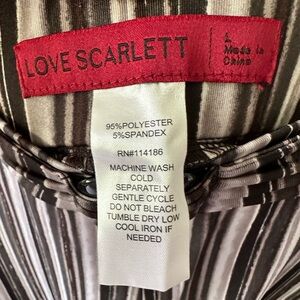 LOVE SCARLETT
L
Made in
China
95%POLYESTER
5%SPANDEX
RN#114186
MACHINE WASH
COLD
SEPARATELY
GENTLE CYCLE
DO NOT BLEACH
TUMBLE DRY LOW
COOL IRON IF
NEEDED